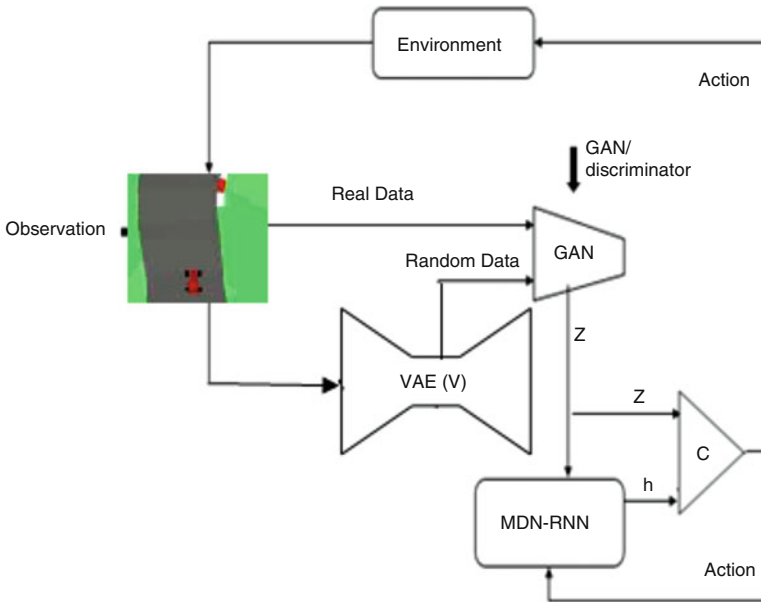 Environment
Action
GAN/
discriminator
Real Data
Observation
GAN
Random Data
Z
VAE (V)
Z
C
h
MDN-RNN
Action